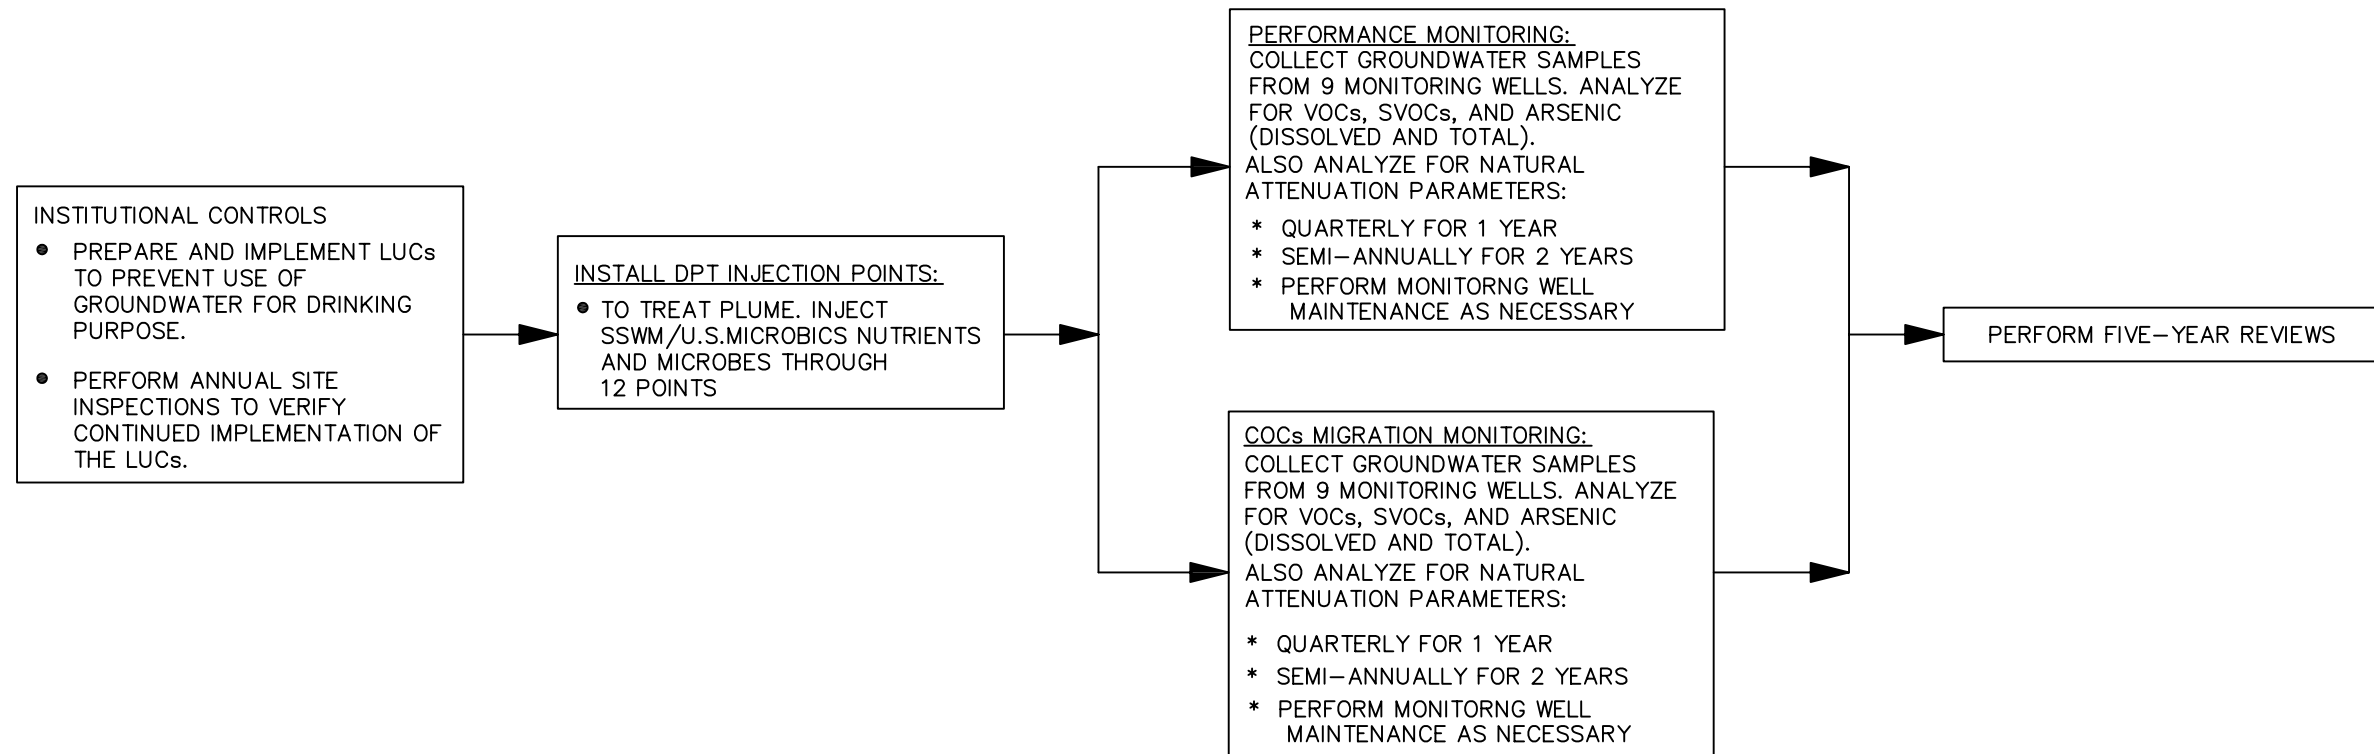 INSTITUTIONAL CONTROLS
● PREPARE AND IMPLEMENT LUCs
TO PREVENT USE OF
GROUNDWATER FOR DRINKING
PURPOSE.
● PERFORM ANNUAL SITE
INSPECTIONS TO VERIFY
CONTINUED IMPLEMENTATION OF
THE LUCs.
INSTALL DPT INJECTION POINTS:
● TO TREAT PLUME. INJECT
SSWM/U.S.MICROBICS NUTRIENTS
AND MICROBES THROUGH
12 POINTS
PERFORMANCE MONITORING:
COLLECT GROUNDWATER SAMPLES
FROM 9 MONITORING WELLS. ANALYZE
FOR VOCs, SVOCs, AND ARSENIC
(DISSOLVED AND TOTAL).
ALSO ANALYZE FOR NATURAL
ATTENUATION PARAMETERS:
* QUARTERLY FOR 1 YEAR
* SEMI-ANNUALLY FOR 2 YEARS
* PERFORM MONITORNG WELL
MAINTENANCE AS NECESSARY
COCs MIGRATION MONITORING:
COLLECT GROUNDWATER SAMPLES
FROM 9 MONITORING WELLS. ANALYZE
FOR VOCs, SVOCs, AND ARSENIC
(DISSOLVED AND TOTAL).
ALSO ANALYZE FOR NATURAL
ATTENUATION PARAMETERS:
* QUARTERLY FOR 1 YEAR
* SEMI-ANNUALLY FOR 2 YEARS
* PERFORM MONITORNG WELL
MAINTENANCE AS NECESSARY
PERFORM FIVE-YEAR REVIEWS